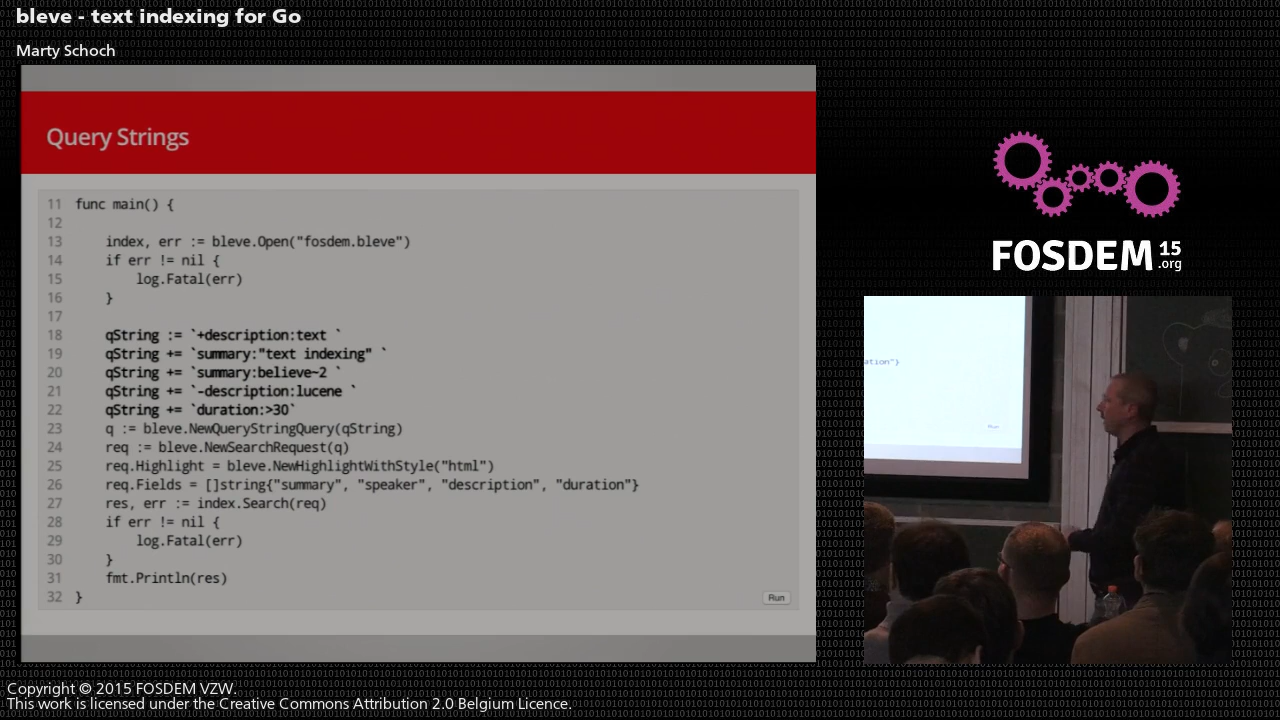 bleve - text indexing for Go
Marty Schoch
Query Strings
11 func main() {
12
13 index, err := bleve.Open("fosdem.bleve")
14 if err != nil {
15 log.Fatal(err)
16 }
17
18 qString := `+description:text `
19 qString += `summary:"text indexing" `
20 qString += `summary:believe~2 `
21 qString += `-description:lucene `
22 qString += `duration:>30`
23 q := bleve.NewQueryStringQuery(qString)
24 req := bleve.NewSearchRequest(q)
25 req.Highlight = bleve.NewHighlightWithStyle("html")
26 req.Fields = []string{"summary", "speaker", "description", "duration"}
27 res, err := index.Search(req)
28 if err != nil {
29 log.Fatal(err)
30 }
31 fmt.Println(res)
32 }
Run
FOSDEM 15 .org
ation"}
Run
Copyright © 2015 FOSDEM VZW.
This work is licensed under the Creative Commons Attribution 2.0 Belgium Licence.